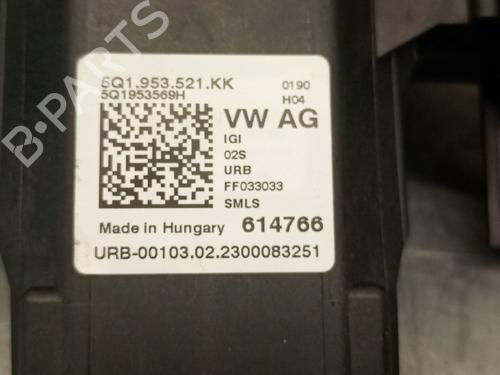 5Q1.953.521.KK 0190
5Q1953569H H04
VW AG
IGI
02S
URB
FF033033
SMLS
Made in Hungary 614766
URB-00103.02.2300083251
B-PARTS